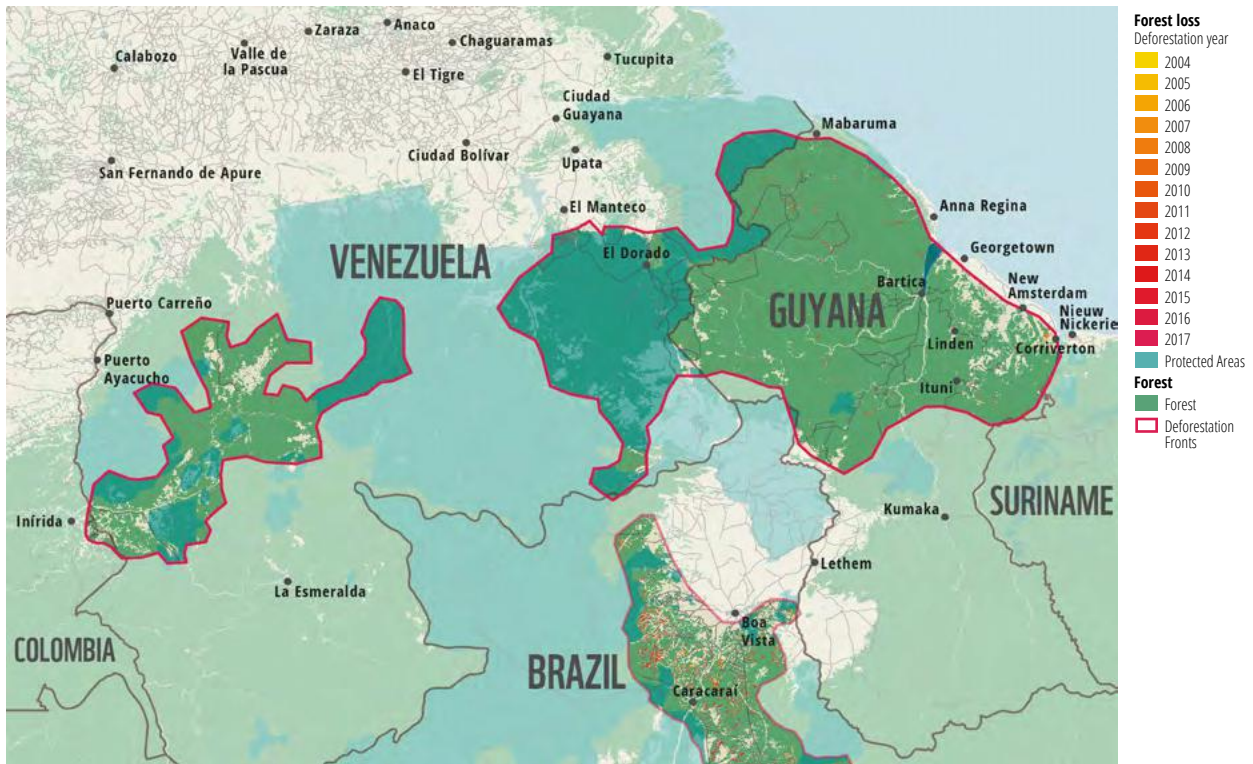 Zaraza
Anaco
Chaguaramas
Calabozo
Valle de
la Pascua
El Tigre
Tucupita
Ciudad
Guayana
Mabaruma
San Fernando de Apure
Ciudad Bolívar
Upata
El Manteco
Anna Regina
VENEZUELA
El Dorado
Georgetown
Bartica
New
Amsterdam
Puerto Carreño
GUYANA
Nieuw
Nickerie
Linden
Corriverton
Puerto
Ayacucho
Ituni
Inírida
Kumaka
SURINAME
La Esmeralda
Lethem
COLOMBIA
Boa
Vista
BRAZIL
Caracaraí
Forest loss
Deforestation year
2004
2005
2006
2007
2008
2009
2010
2011
2012
2013
2014
2015
2016
2017
Protected Areas
Forest
Forest
Deforestation
Fronts